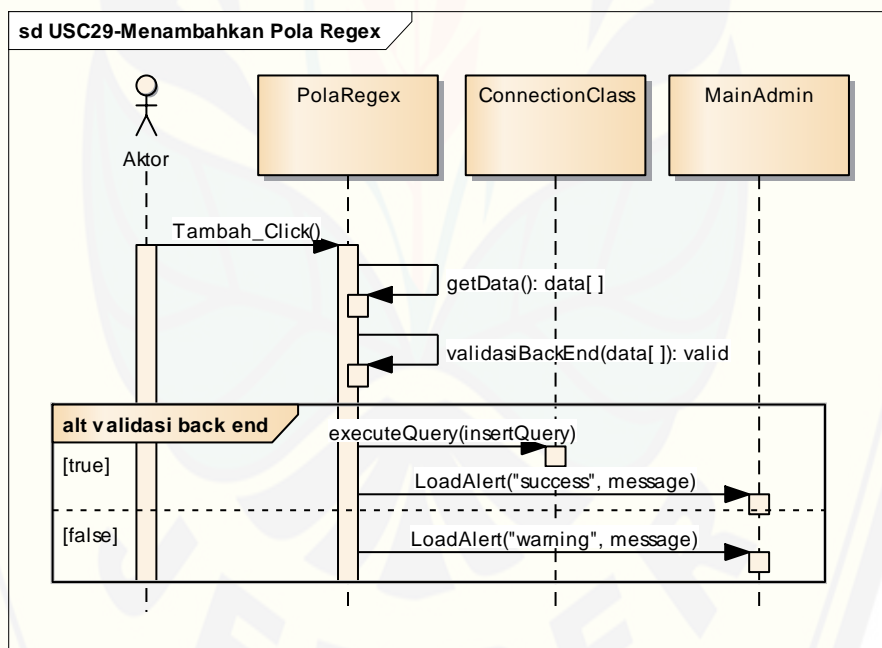 sd USC29-Menambahkan Pola Regex
Aktor
PolaRegex
ConnectionClass
MainAdmin
Tambah_Click()
getData(): data[ ]
validasiBackEnd(data[ ]): valid
alt validasi back end
executeQuery(insertQuery)
[true]
LoadAlert("success", message)
[false]
LoadAlert("warning", message)